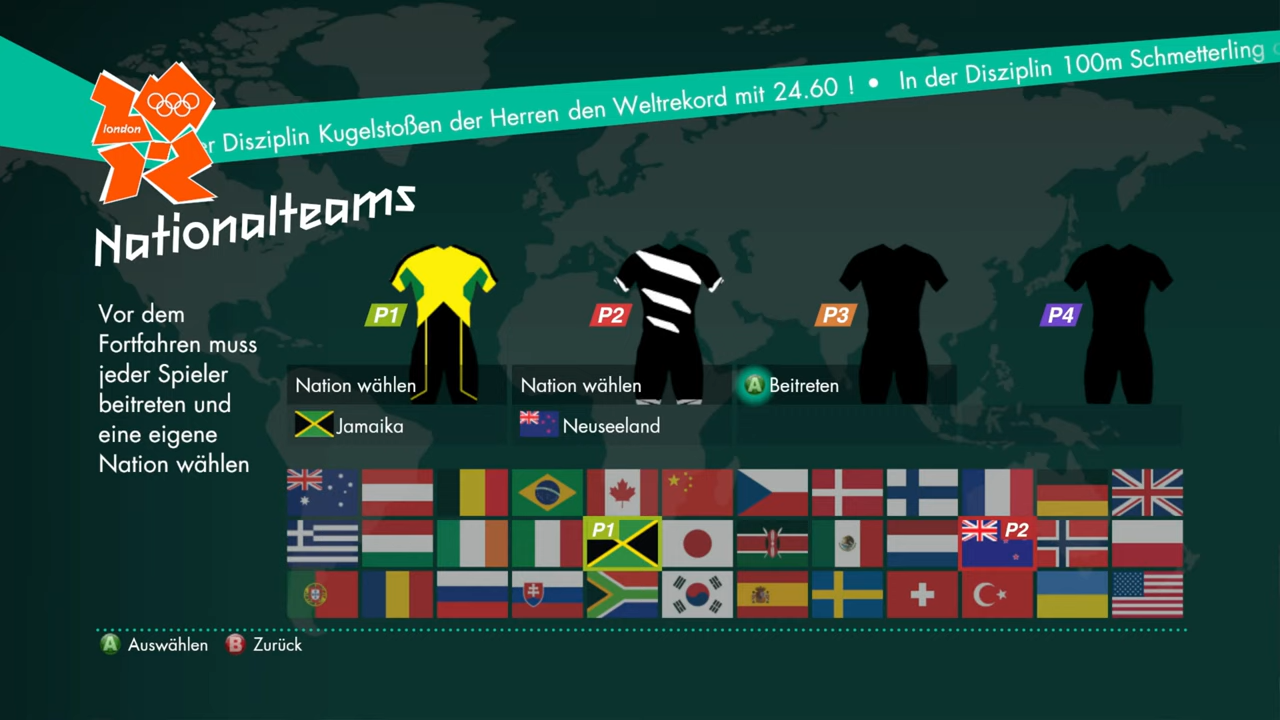 er Disziplin Kugelstoßen der Herren den Weltrekord mit 24.60 ! • In der Disziplin 100m Schmetterling
london
Nationalteams
Vor dem
Fortfahren muss
jeder Spieler
beitreten und
eine eigene
Nation wählen
P1
P2
P3
P4
Nation wählen
Nation wählen
A Beitreten
Jamaika
Neuseeland
P1
P2
A Auswählen B Zurück